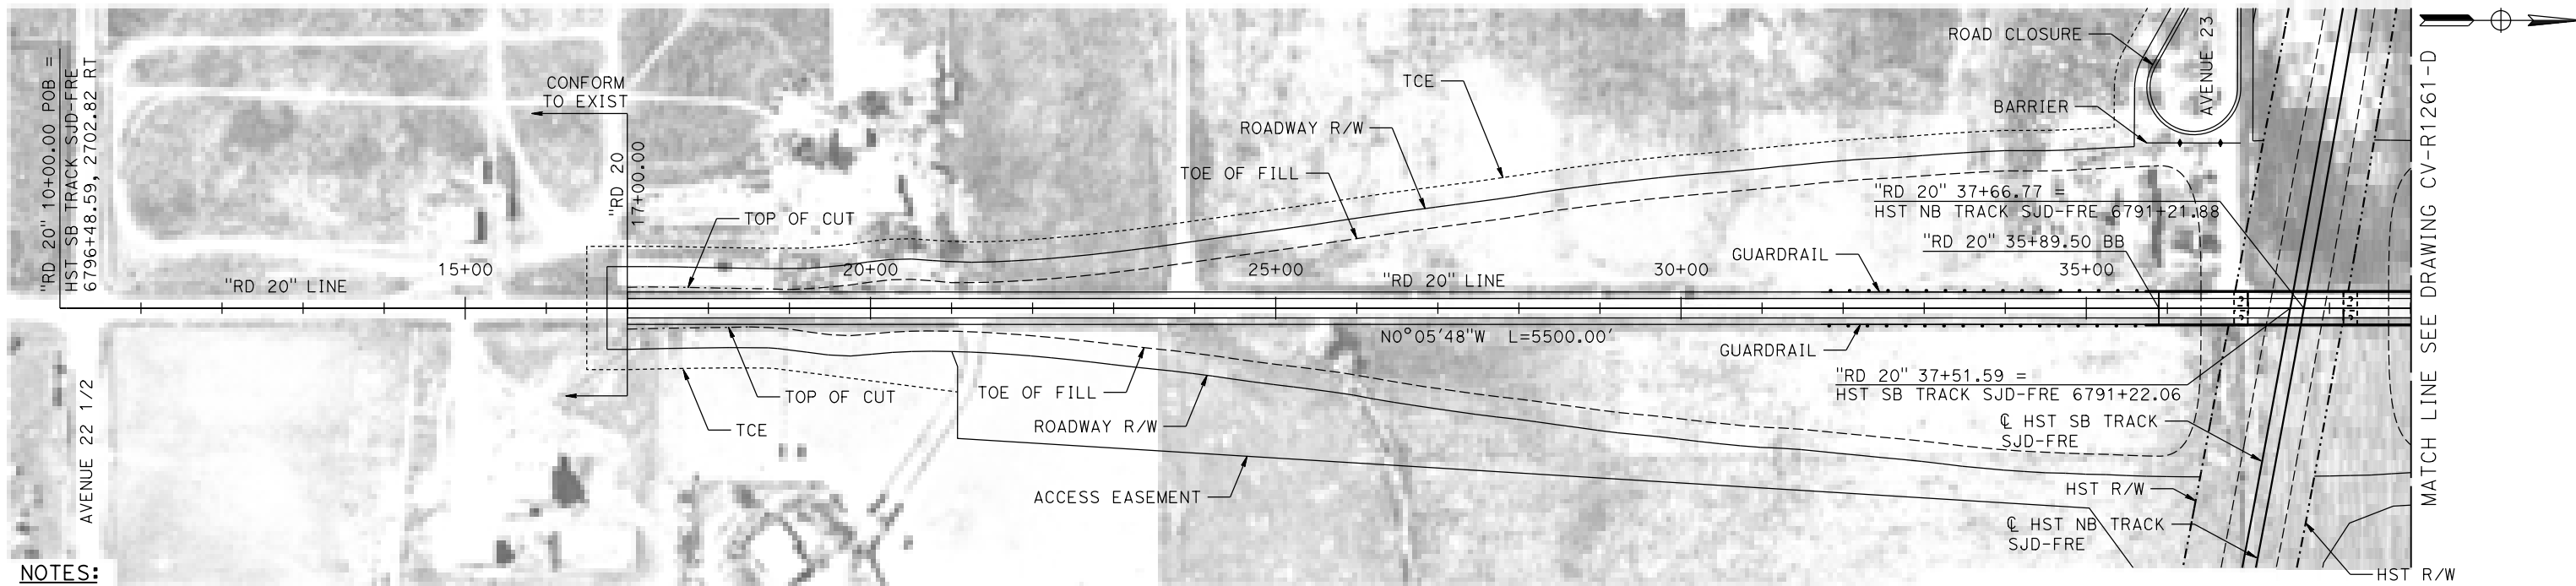 "RD 20" 10+00.00 POB =
HST SB TRACK SJD-FRE
6796+48.59, 2702.82 RT
AVENUE 22 1/2
"RD 20" LINE
15+00
CONFORM
TO EXIST
"RD 20
17+00.00
TOP OF CUT
20+00
TOP OF CUT
TCE
TOE OF FILL
ROADWAY R/W
ACCESS EASEMENT
TCE
ROADWAY R/W
TOE OF FILL
25+00
"RD 20" LINE
N0°05'48"W L=5500.00'
30+00
GUARDRAIL
GUARDRAIL
35+00
ROAD CLOSURE
BARRIER
AVENUE 23
"RD 20" 37+66.77 =
HST NB TRACK SJD-FRE 6791+21.88
"RD 20" 35+89.50 BB
"RD 20" 37+51.59 =
HST SB TRACK SJD-FRE 6791+22.06
℄ HST SB TRACK
SJD-FRE
HST R/W
℄ HST NB TRACK
SJD-FRE
HST R/W
MATCH LINE SEE DRAWING CV-R1261-D
NOTES: